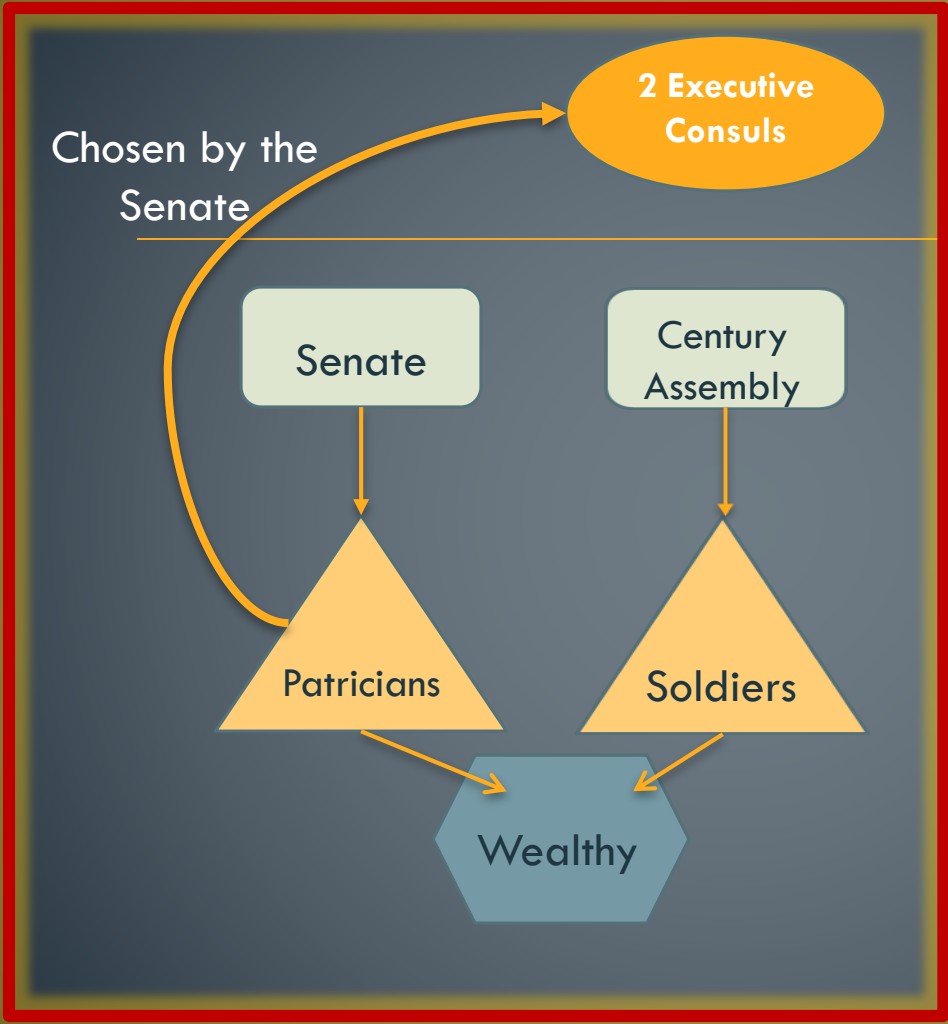 2 Executive
Consuls
Chosen by the
Senate
Senate
Century
Assembly
Patricians
Soldiers
Wealthy